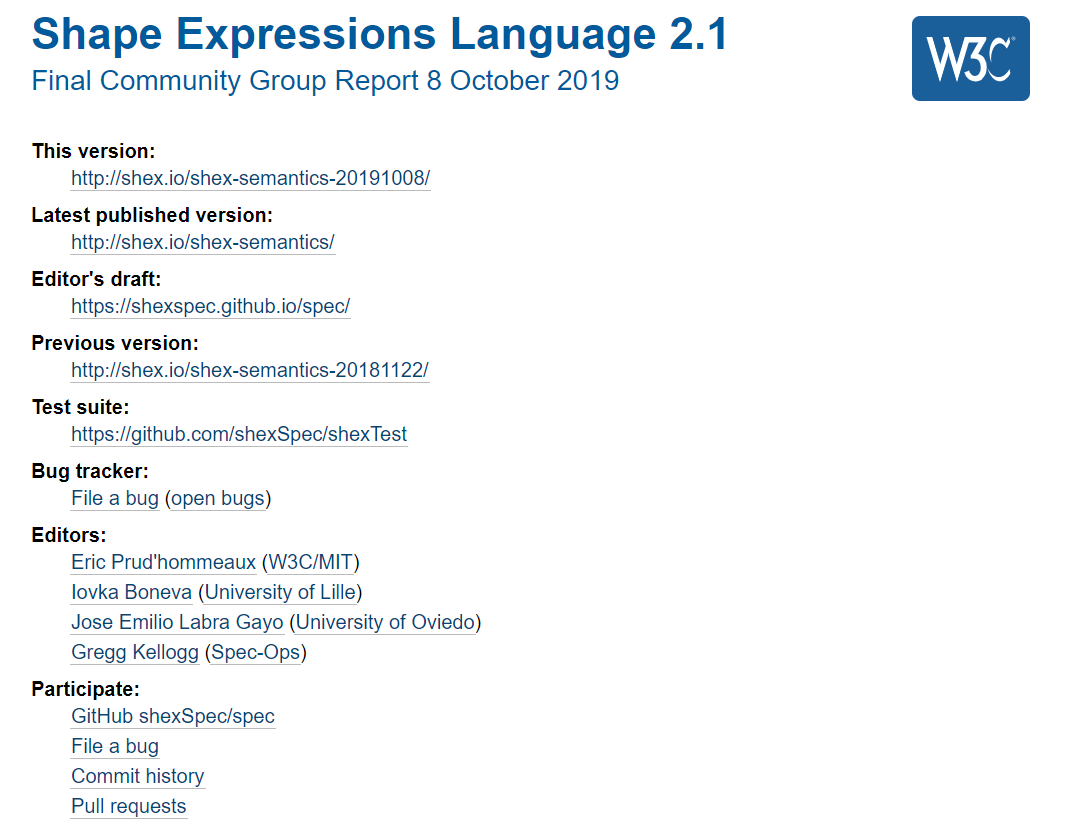 Shape Expressions Language 2.1
W3C®
Final Community Group Report 8 October 2019
This version:
http://shex.io/shex-semantics-20191008/
Latest published version:
http://shex.io/shex-semantics/
Editor's draft:
https://shexspec.github.io/spec/
Previous version:
http://shex.io/shex-semantics-20181122/
Test suite:
https://github.com/shexSpec/shexTest
Bug tracker:
File a bug (open bugs)
Editors:
Eric Prud'hommeaux (W3C/MIT)
Iovka Boneva (University of Lille)
Jose Emilio Labra Gayo (University of Oviedo)
Gregg Kellogg (Spec-Ops)
Participate:
GitHub shexSpec/spec
File a bug
Commit history
Pull requests